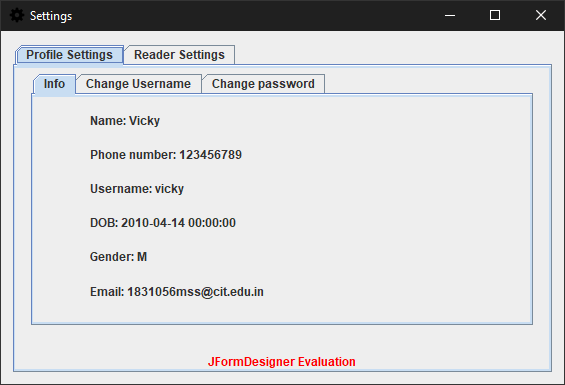 Settings
Profile Settings Reader Settings
Info Change Username Change password
Name: Vicky
Phone number: 123456789
Username: vicky
DOB: 2010-04-14 00:00:00
Gender: M
Email: 1831056mss@cit.edu.in
JFormDesigner Evaluation